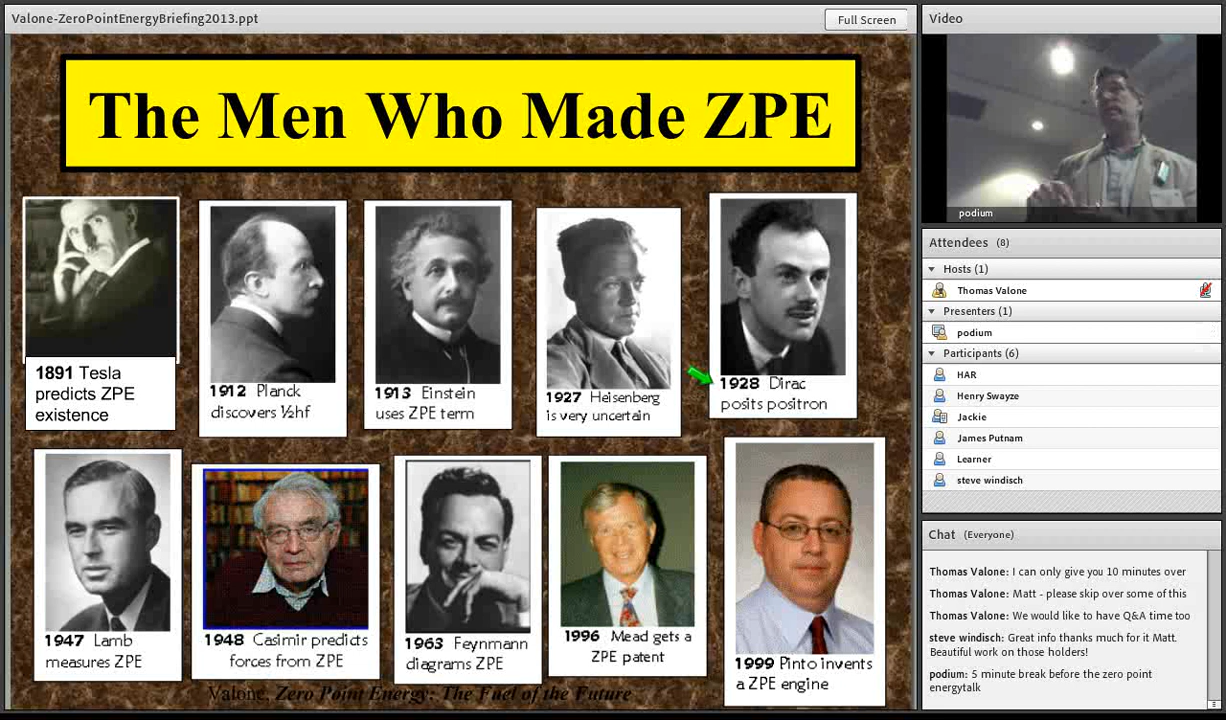 Valone-ZeroPointEnergyBriefing2013.ppt
Full Screen
The Men Who Made ZPE
1891 Tesla
predicts ZPE
existence
1912 Planck
discovers ½hf
1913 Einstein
uses ZPE term
1927 Heisenberg
is very uncertain
1928 Dirac
posits positron
1947 Lamb
measures ZPE
1948 Casimir predicts
forces from ZPE
1963 Feynmann
diagrams ZPE
1996 Mead gets a
ZPE patent
1999 Pinto invents
a ZPE engine
Valone, Zero Point Energy: The Fuel of the Future
Video
podium
Attendees (8)
Hosts (1)
Thomas Valone
Presenters (1)
podium
Participants (6)
HAR
Henry Swayze
Jackie
James Putnam
Learner
steve windisch
Chat (Everyone)
Thomas Valone: I can only give you 10 minutes over
Thomas Valone: Matt - please skip over some of this
Thomas Valone: We would like to have Q&A time too
steve windisch: Great info thanks much for it Matt.
Beautiful work on those holders!
podium: 5 minute break before the zero point
energytalk